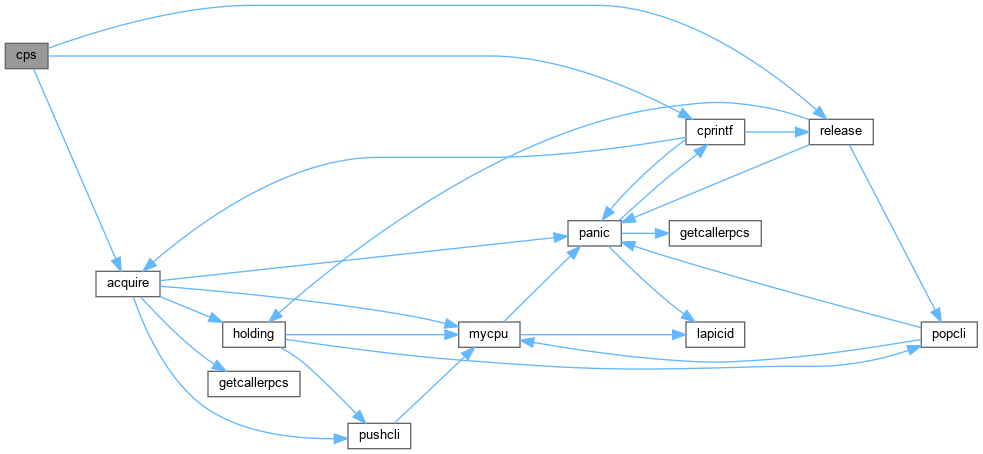 cps
cprintf
release
panic
getcallerpcs
acquire
holding
mycpu
lapicid
popcli
getcallerpcs
pushcli